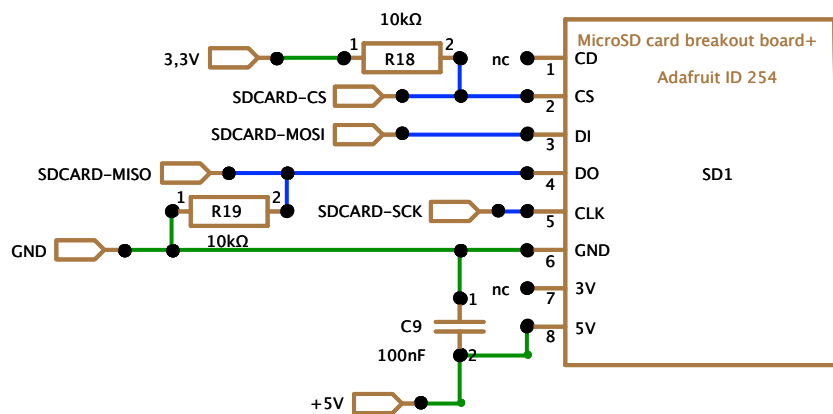 10kΩ
MicroSD card breakout board+
3,3V 1 R18 2 nc 1 CD
Adafruit ID 254
SDCARD-CS 2 CS
SDCARD-MOSI 3 DI
SDCARD-MISO 4 DO SD1
1 R19 2 SDCARD-SCK 5 CLK
10kΩ
GND 6 GND
nc 7 3V
1
C9 8 5V
100nF 2
+5V